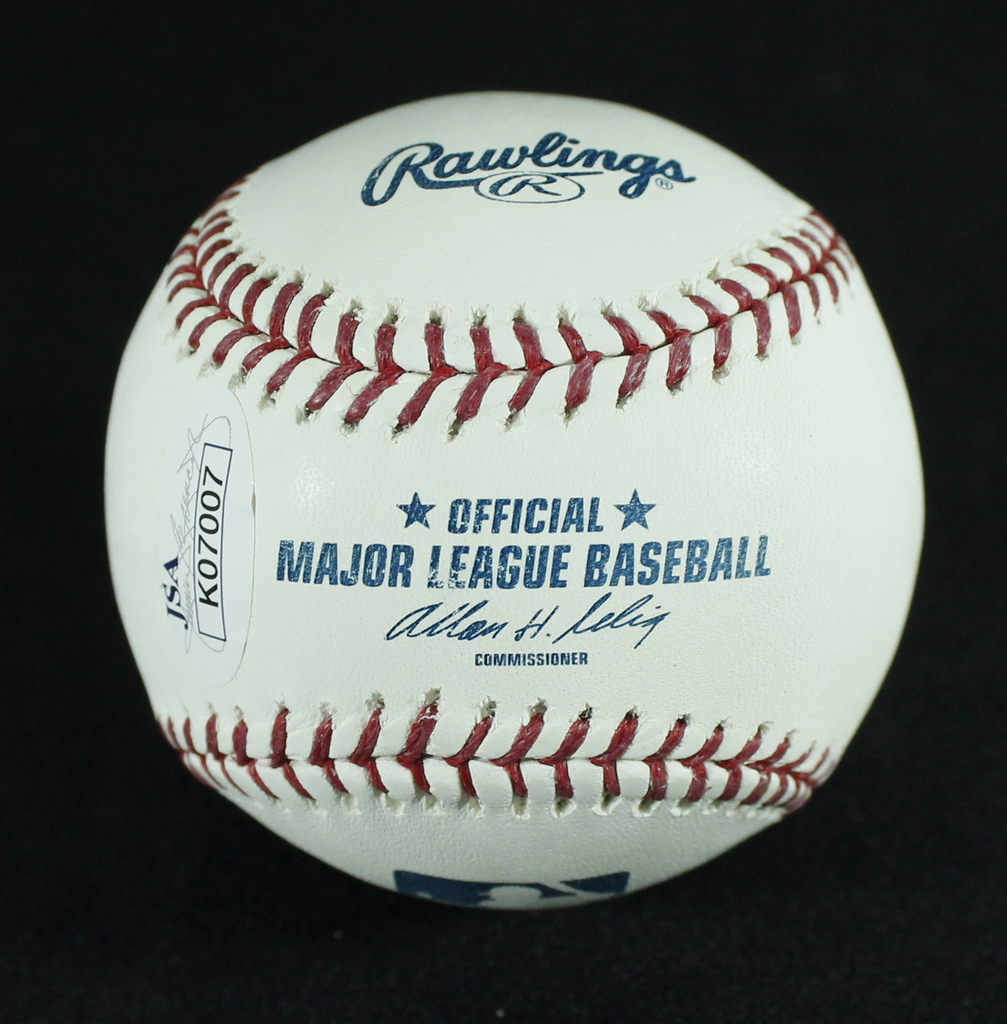 Rawlings
R
★ OFFICIAL ★
MAJOR LEAGUE BASEBALL
Allan H. Selig
COMMISSIONER
JSA
K07007